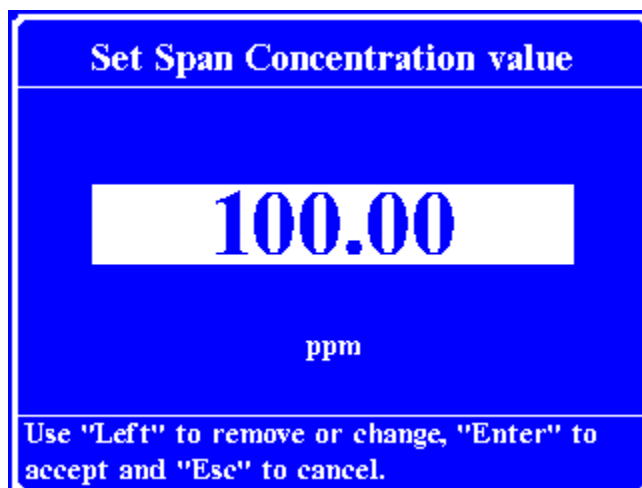 Set Span Concentration value
100.00
ppm
Use "Left" to remove or change, "Enter" to
accept and "Esc" to cancel.